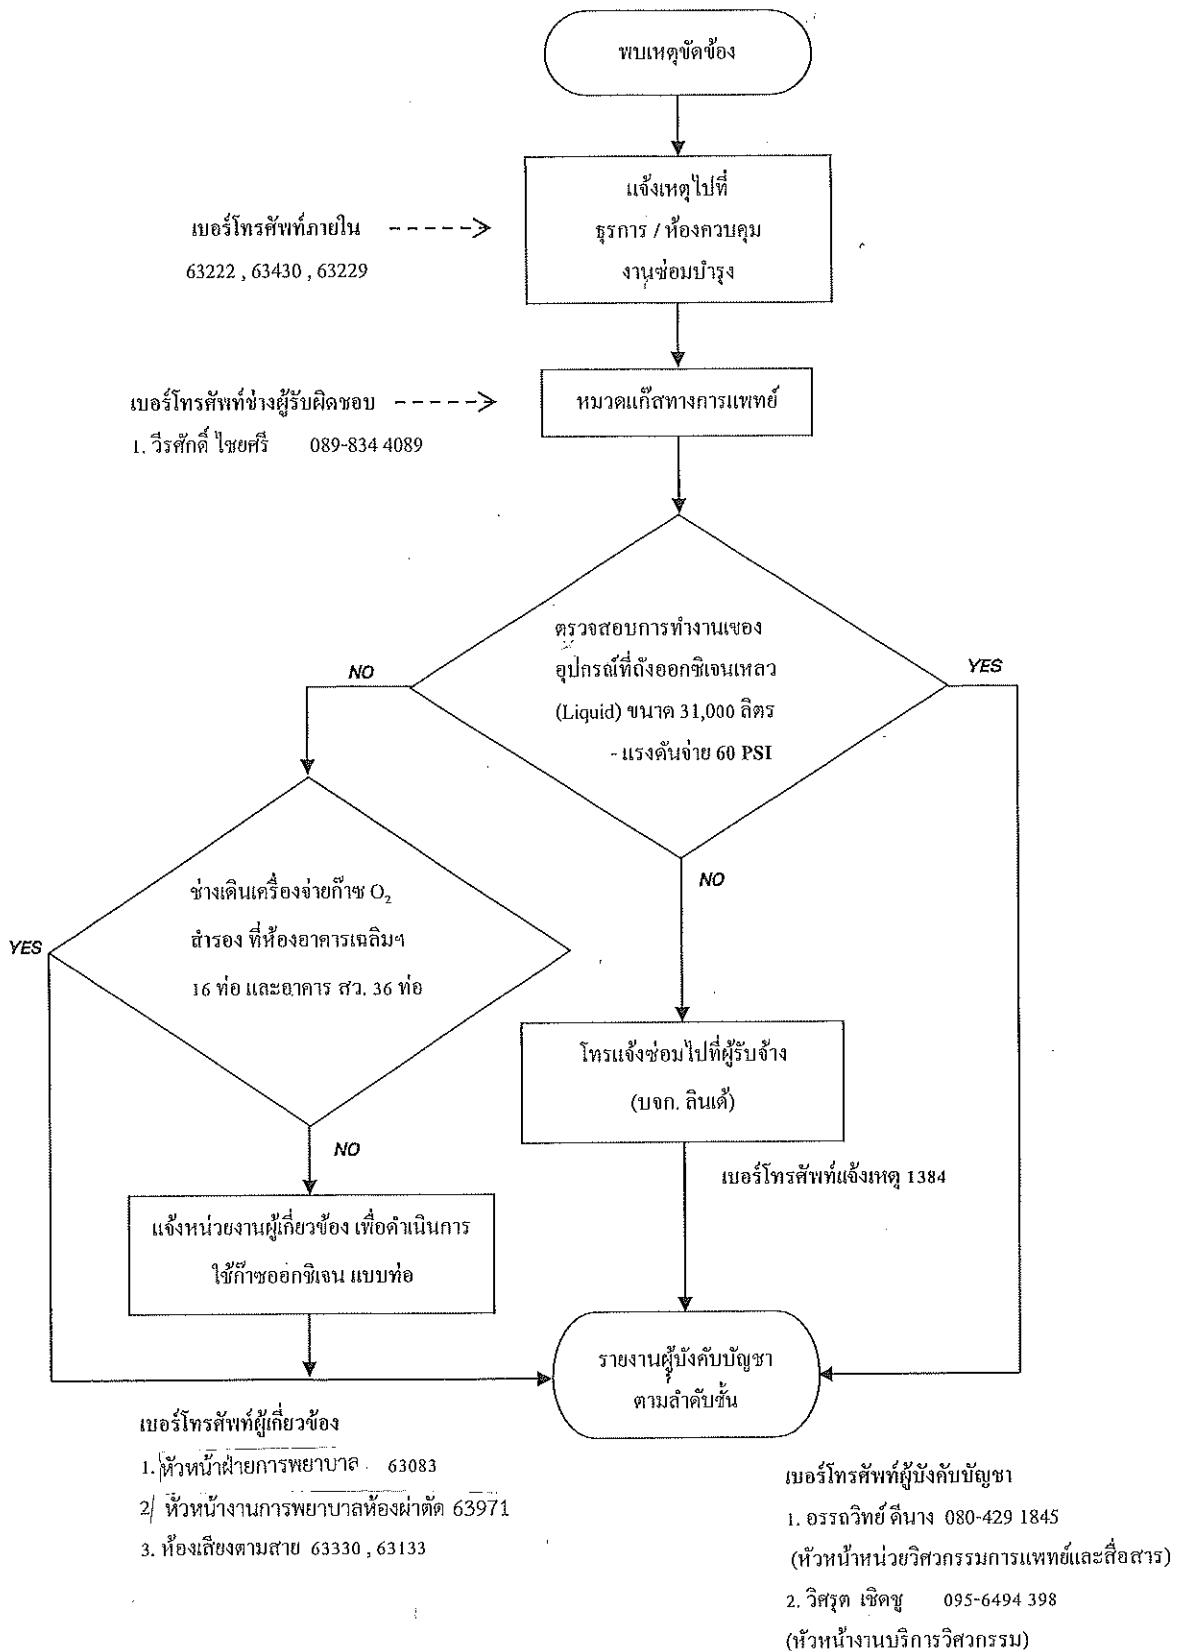 พบเหตุขัดข้อง
แจ้งเหตุไปที่
ธุรการ / ห้องควบคุม
งานซ่อมบำรุง
เบอร์โทรศัพท์ภายใน
63222 , 63430 , 63229
หมวดแก๊สทางการแพทย์
เบอร์โทรศัพท์ช่างผู้รับผิดชอบ
1. วีรศักดิ์ ไชยศรี 089-834 4089
ตรวจสอบการทำงานเของ
อุปกรณ์ที่ถังออกซิเจนเหลว
(Liquid) ขนาด 31,000 ลิตร
- แรงดันจ่าย 60 PSI
NO
YES
ช่างเดินเครื่องจ่ายก๊าซ O₂
สำรอง ที่ห้องอาคารเฉลิมฯ
16 ท่อ และอาคาร สว. 36 ท่อ
YES
NO
NO
โทรแจ้งซ่อมไปที่ผู้รับจ้าง
(บจก. ลินเด้)
เบอร์โทรศัพท์แจ้งเหตุ 1384
แจ้งหน่วยงานผู้เกี่ยวข้อง เพื่อดำเนินการ
ใช้ก๊าซออกซิเจน แบบท่อ
รายงานผู้บังคับบัญชา
ตามลำดับชั้น
เบอร์โทรศัพท์ผู้เกี่ยวข้อง
1. หัวหน้าฝ่ายการพยาบาล 63083
2 หัวหน้างานการพยาบาลห้องผ่าตัด 63971
3. ห้องเสียงตามสาย 63330 , 63133
เบอร์โทรศัพท์ผู้บังคับบัญชา
1. อรรถวิทย์ ดีนาง 080-429 1845
(หัวหน้าหน่วยวิศวกรรมการแพทย์และสื่อสาร)
2. วิศรุต เชิดชู 095-6494 398
(หัวหน้างานบริการวิศวกรรม)